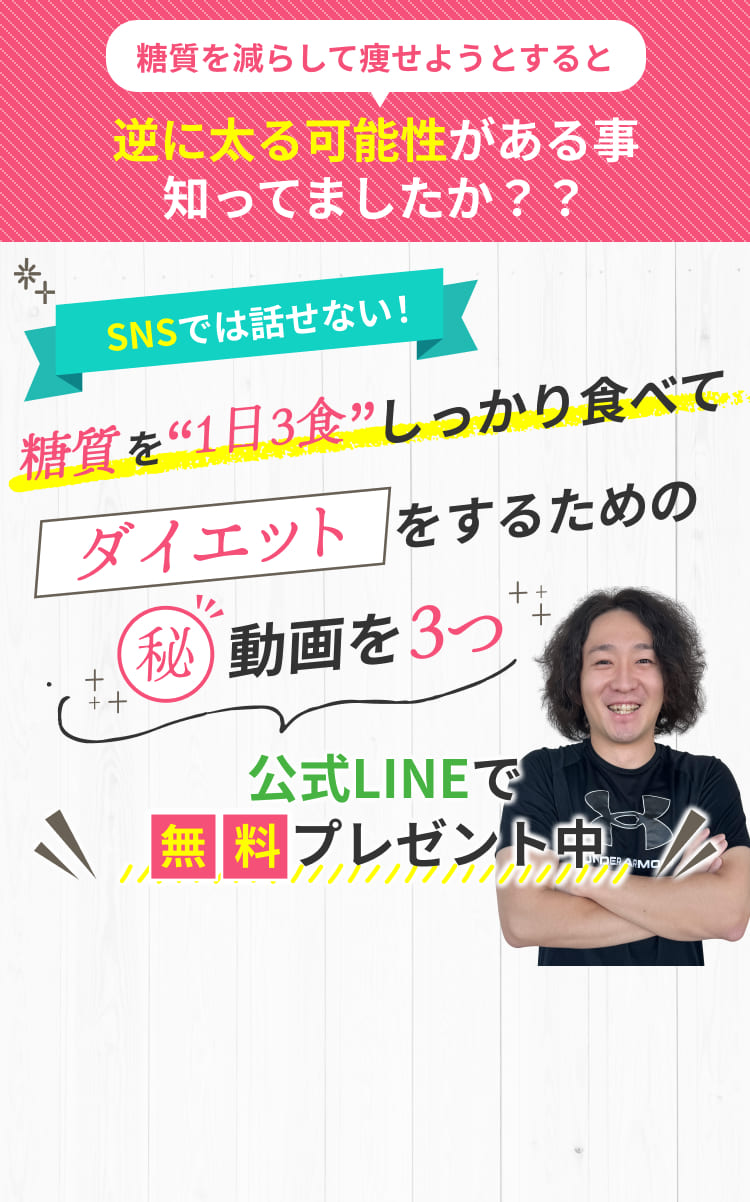 糖質を減らして痩せようとすると
逆に太る可能性がある事
知ってましたか？？
SNSでは話せない！
糖質を“1日3食”しっかり食べて
ダイエットをするための
秘動画を3つ
公式LINEで
無料プレゼント中
UNDER ARMO